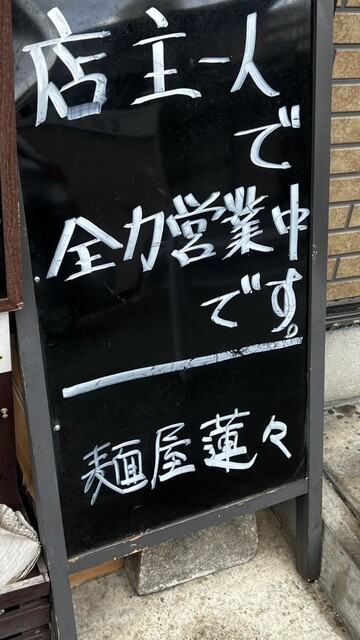 店主一人
で
全力営業中
です。
麺屋蓮々